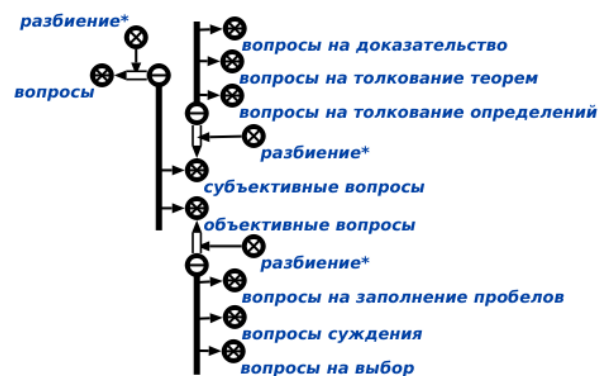 разбиение*
вопросы
вопросы на доказательство
вопросы на толкование теорем
вопросы на толкование определений
разбиение*
субъективные вопросы
объективные вопросы
разбиение*
вопросы на заполнение пробелов
вопросы суждения
вопросы на выбор